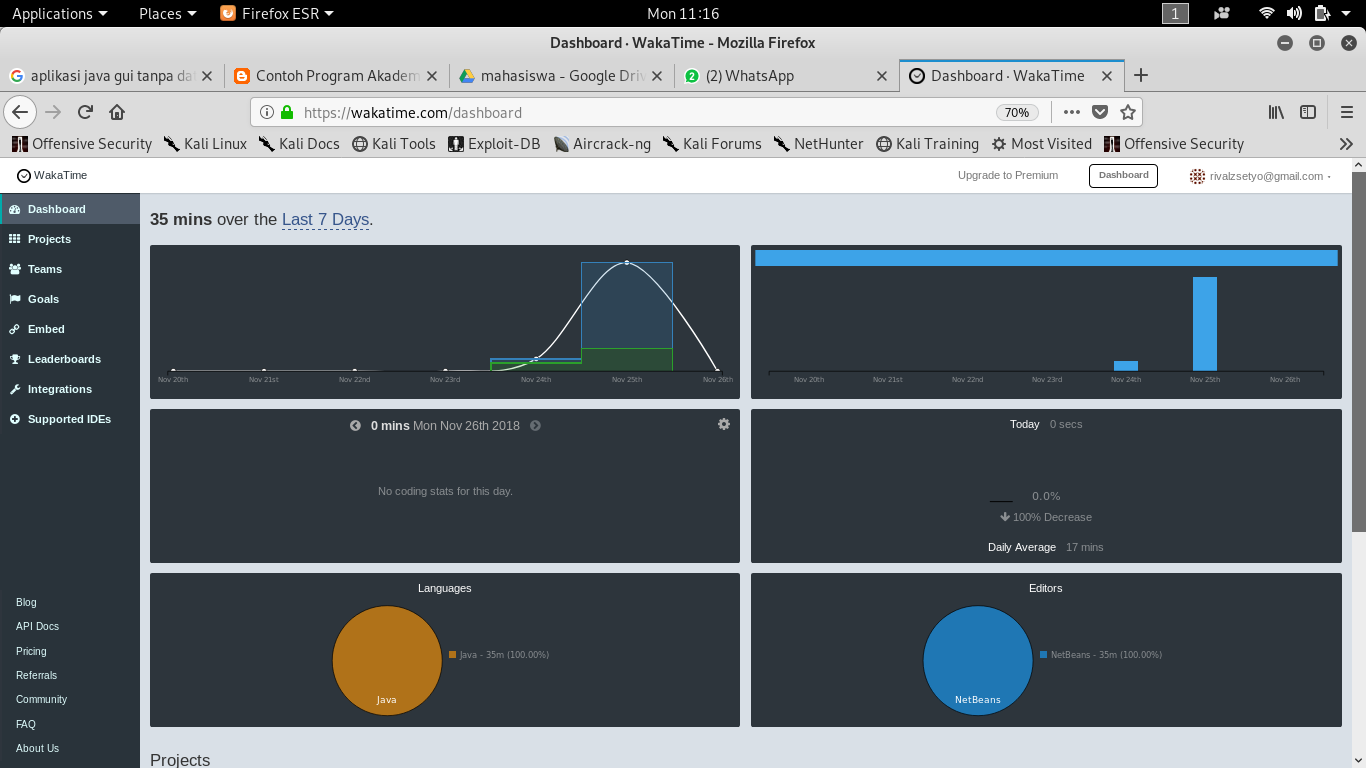 Applications Places Firefox ESR Mon 11:16 1
Dashboard · WakaTime - Mozilla Firefox
aplikasi java gui tanpa da Contoh Program Akadem mahasiswa - Google Driv (2) WhatsApp Dashboard · WakaTime
https://wakatime.com/dashboard 70%
Offensive Security Kali Linux Kali Docs Kali Tools Exploit-DB Aircrack-ng Kali Forums NetHunter Kali Training Most Visited Offensive Security
WakaTime Upgrade to Premium Dashboard rivalzsetyo@gmail.com
Dashboard
Projects
Teams
Goals
Embed
Leaderboards
Integrations
Supported IDEs
Blog
API Docs
Pricing
Referrals
Community
FAQ
About Us
35 mins over the Last 7 Days.
Nov 20th Nov 21st Nov 22nd Nov 23rd Nov 24th Nov 25th Nov 26th
Nov 20th Nov 21st Nov 22nd Nov 23rd Nov 24th Nov 25th Nov 26th
0 mins Mon Nov 26th 2018
No coding stats for this day.
Today 0 secs
0.0%
100% Decrease
Daily Average 17 mins
Languages
Java - 35m (100.00%)
Java
Editors
NetBeans - 35m (100.00%)
NetBeans
Projects